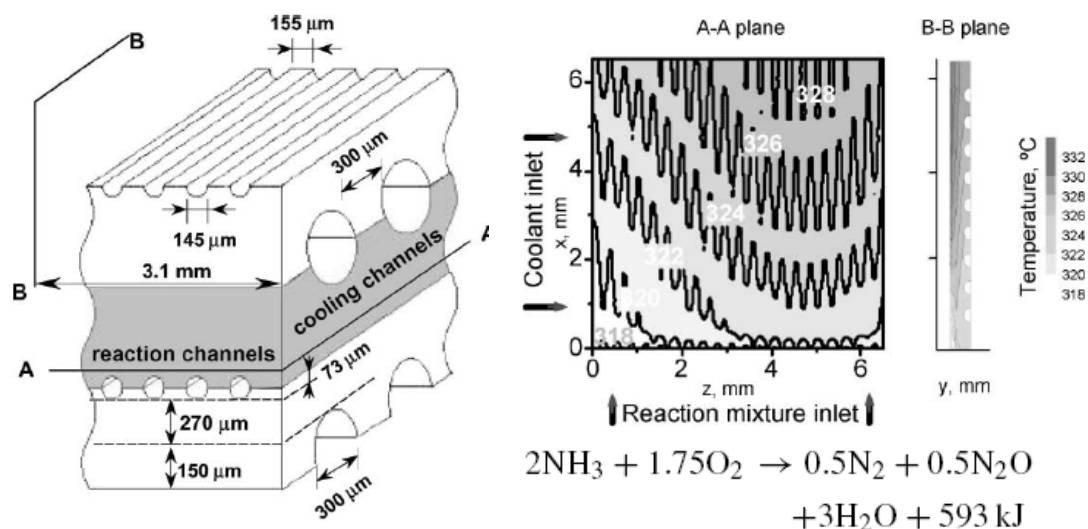 155 μm
B
300 μm
145 μm
A
3.1 mm
B
cooling channels
reaction channels
A
73 μm
270 μm
150 μm
300 μm
A-A plane
B-B plane
6
4
2
0
x, mm
Coolant inlet
328
326
324
322
320
318
0
2
4
6
z, mm
Reaction mixture inlet
y, mm
Temperature, ºC
332
330
328
326
324
322
320
318
2NH₃ + 1.75O₂ → 0.5N₂ + 0.5N₂O
+3H₂O + 593 kJ